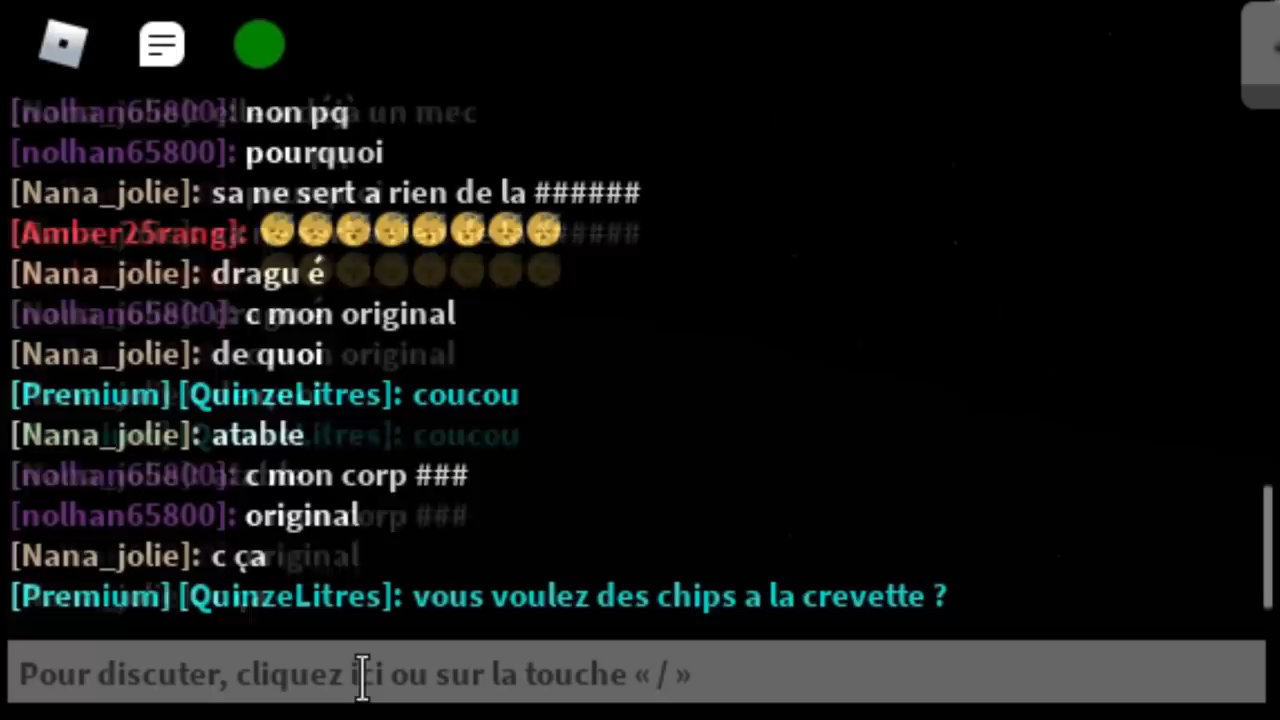 [nolhan65800]: non pq
[nolhan65800]: pourquoi
[Nana_jolie]: sa ne sert a rien de la ######
[Amber25rang]: 😴😴😴😴😴😴😴😴
[Nana_jolie]: dragu é
[nolhan65800]: c mon original
[Nana_jolie]: de quoi
[Premium] [QuinzeLitres]: coucou
[Nana_jolie]: atable
[nolhan65800]: c mon corp ###
[nolhan65800]: original
[Nana_jolie]: c ça
[Premium] [QuinzeLitres]: vous voulez des chips a la crevette ?
Pour discuter, cliquez ici ou sur la touche « / »